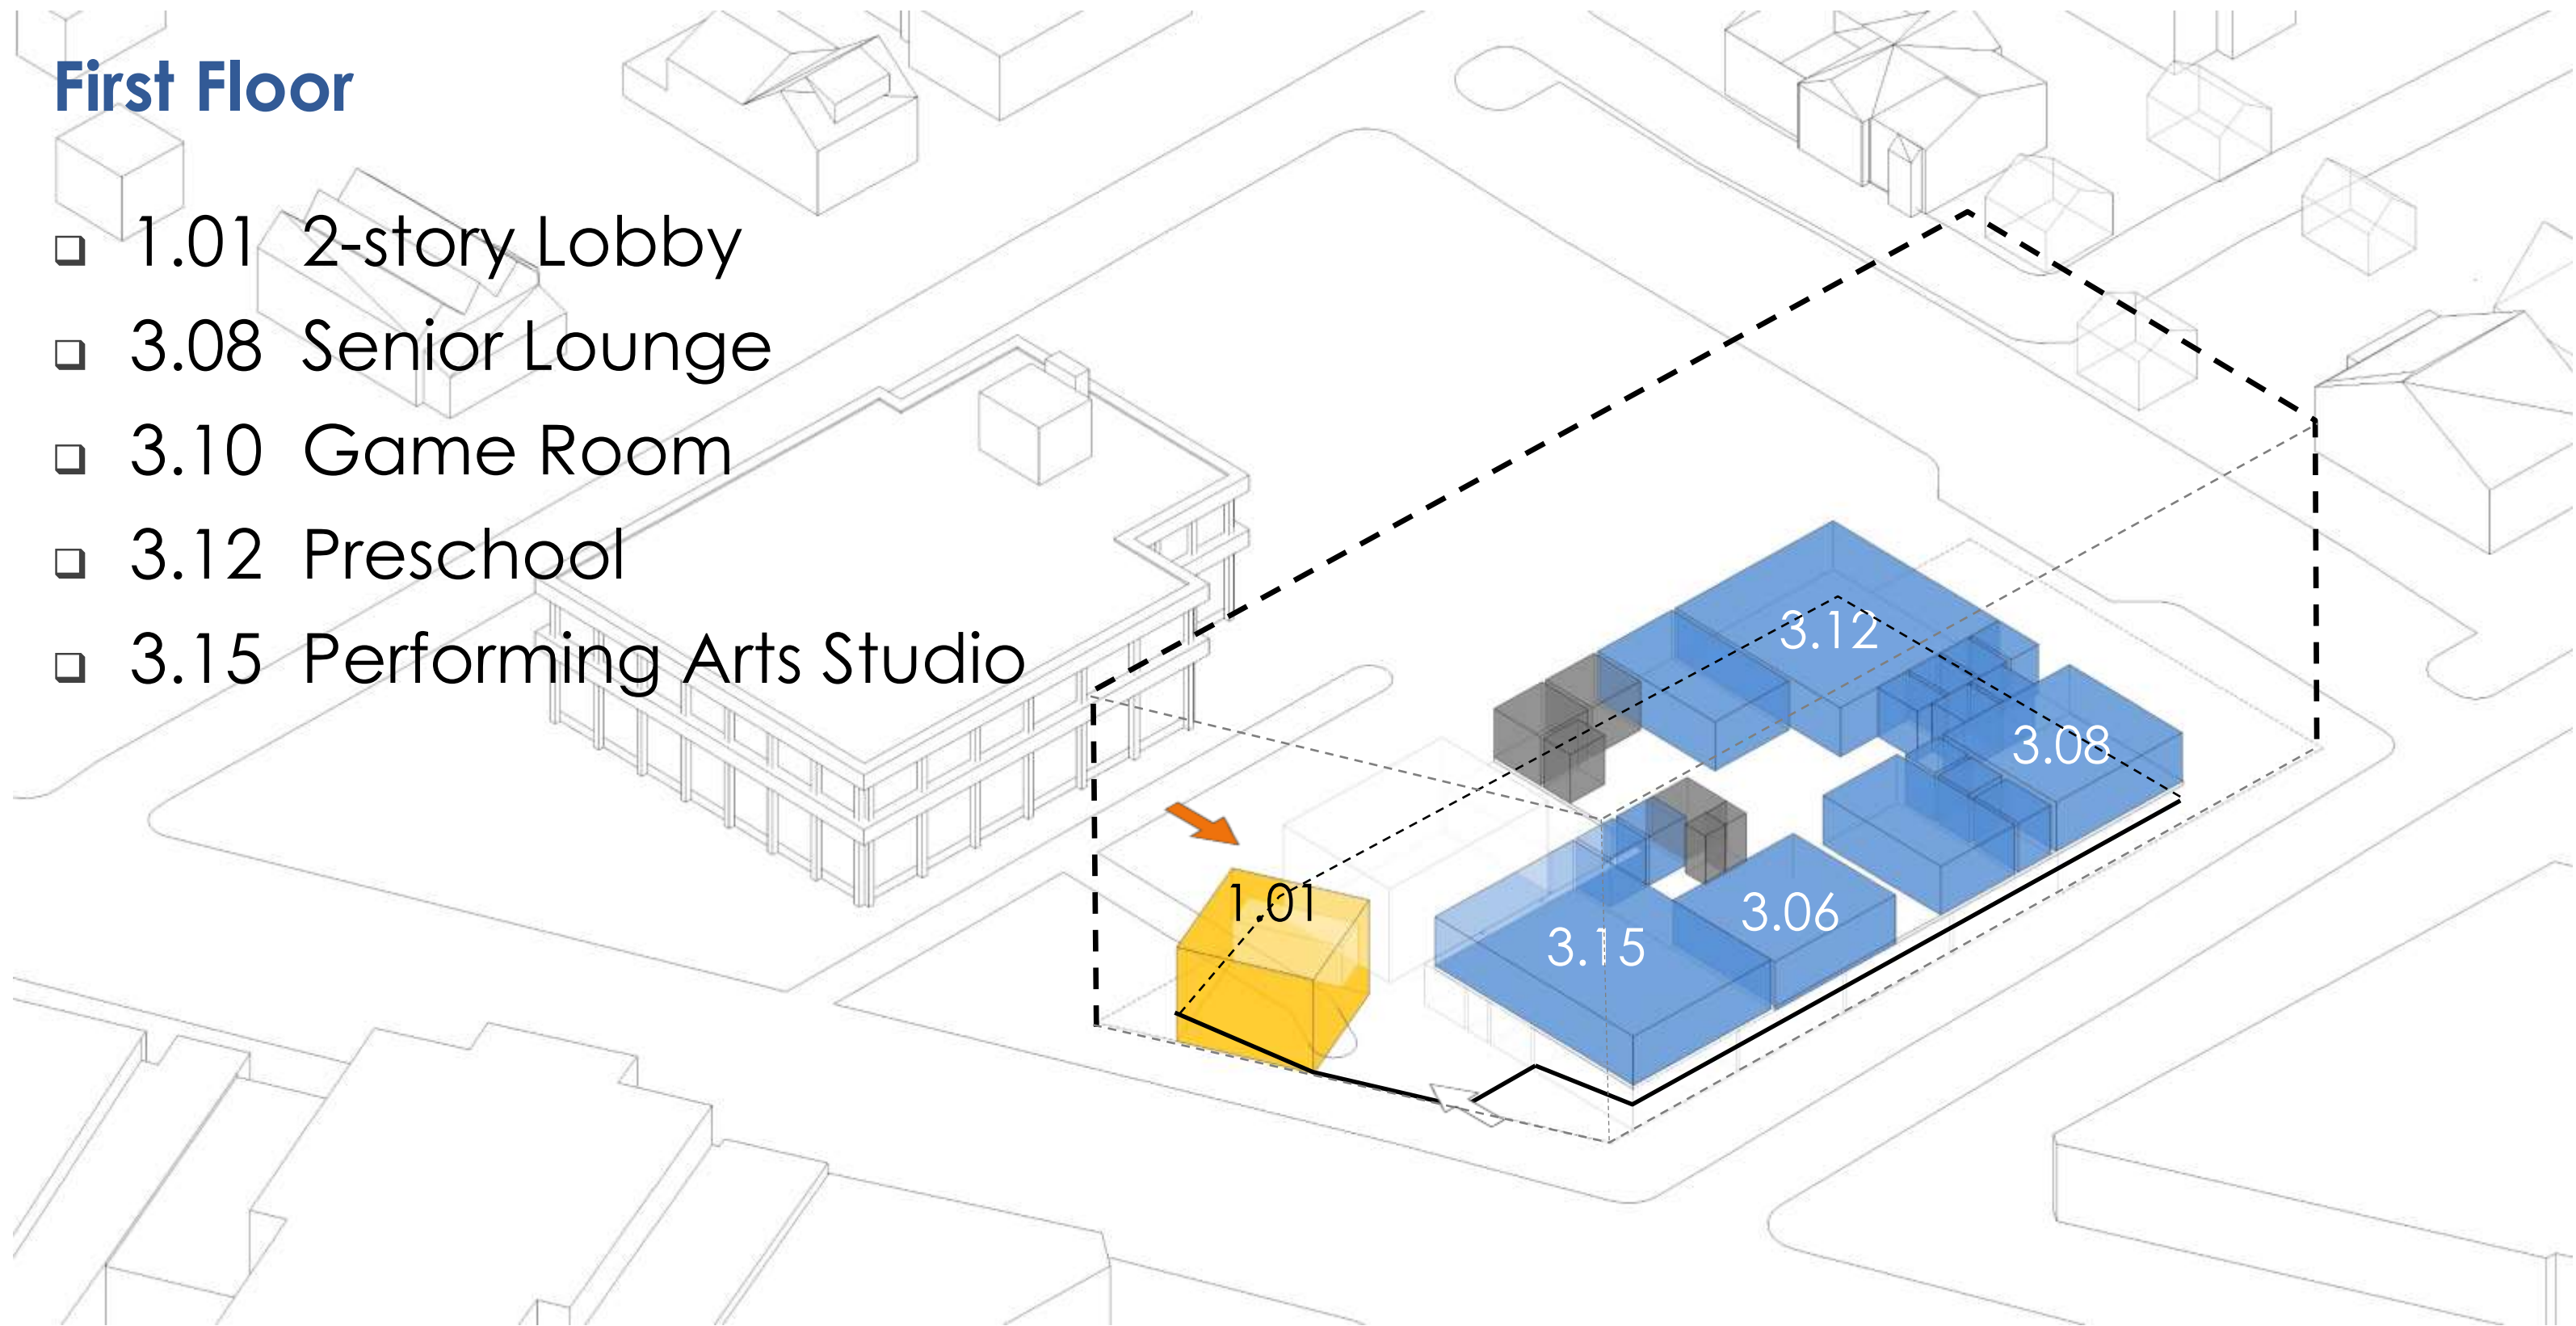 First Floor
❑ 1.01 2-story Lobby
❑ 3.08 Senior Lounge
❑ 3.10 Game Room
❑ 3.12 Preschool
❑ 3.15 Performing Arts Studio
3.12
3.08
1.01
3.06
3.15